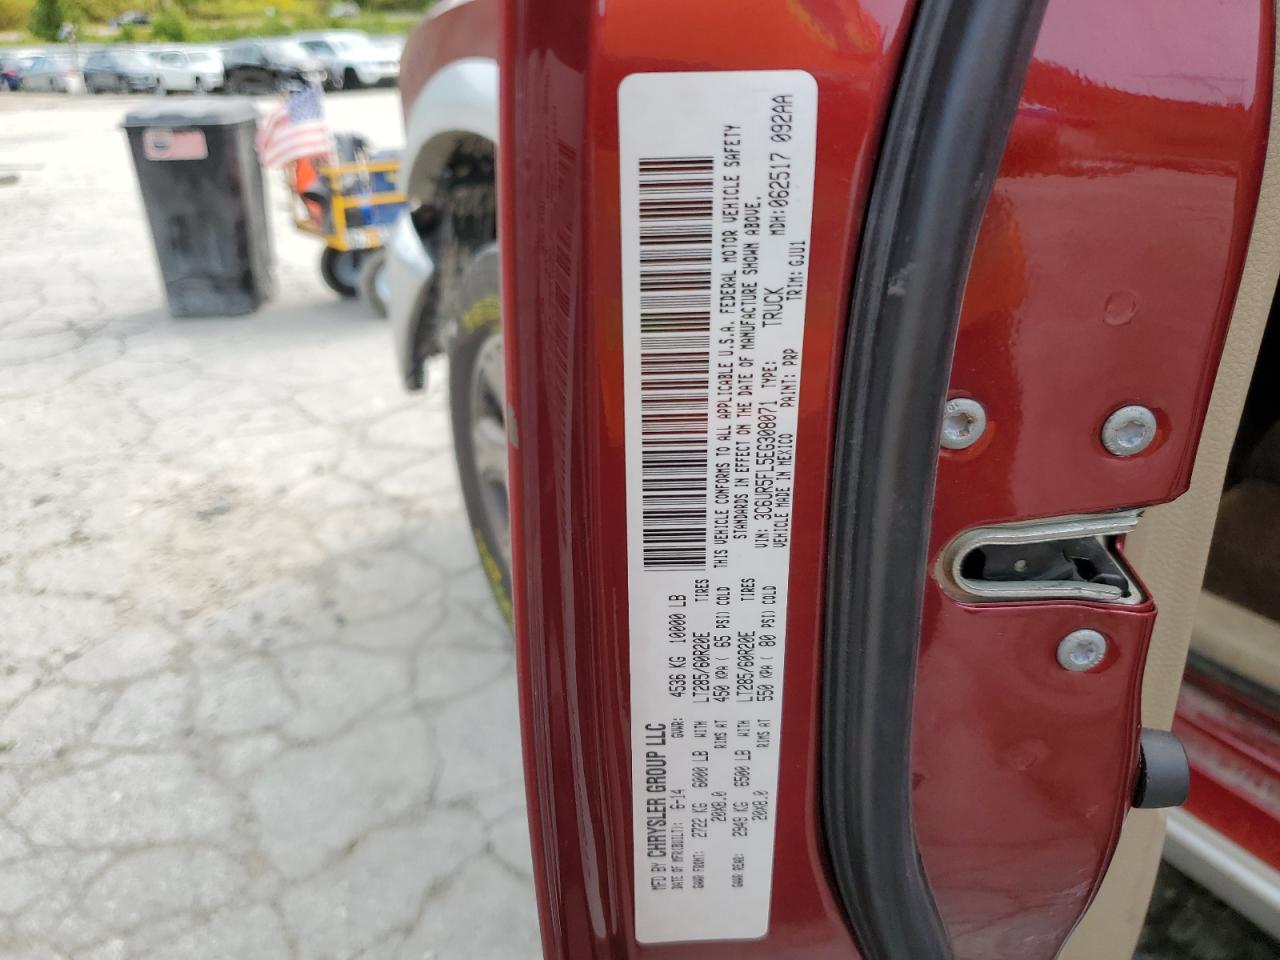 MFD BY CHRYSLER GROUP LLC
DATE OF MFR(BUILT): 6-14 GVWR: 4536 KG 10000 LB
GAWR FRONT: 2722 KG 6000 LB WITH LT285/60R20E TIRES
20X8.0 RIMS AT 450 KPA ( 65 PSI) COLD
GAWR REAR: 2949 KG 6500 LB WITH LT285/60R20E TIRES
20X8.0 RIMS AT 550 KPA ( 80 PSI) COLD
THIS VEHICLE CONFORMS TO ALL APPLICABLE U.S.A. FEDERAL MOTOR VEHICLE SAFETY
STANDARDS IN EFFECT ON THE DATE OF MANUFACTURE SHOWN ABOVE.
VIN: 3C6UR5FL5EG308071 TYPE: TRUCK MDH:062517 092AA
VEHICLE MADE IN MEXICO PAINT: PRP TRIM: GJU1